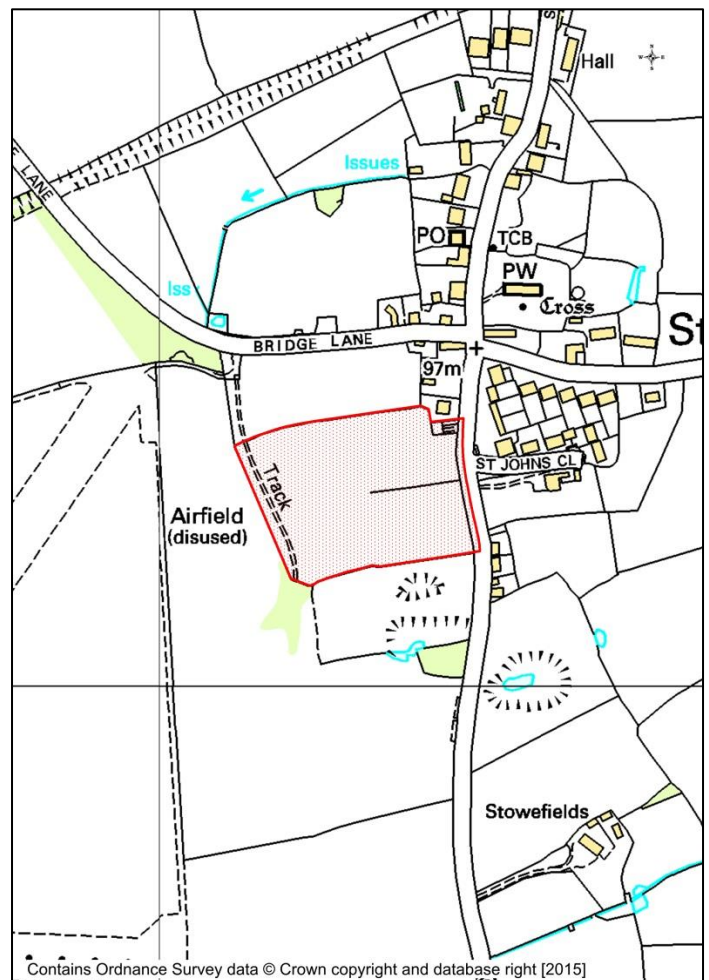 Hall
Issues
LANE
PO
TCB
PW
Cross
Iss
BRIDGE LANE
97m
St
ST JOHNS CL
Track
Airfield
(disused)
Stowefields
Contains Ordnance Survey data © Crown copyright and database right [2015]